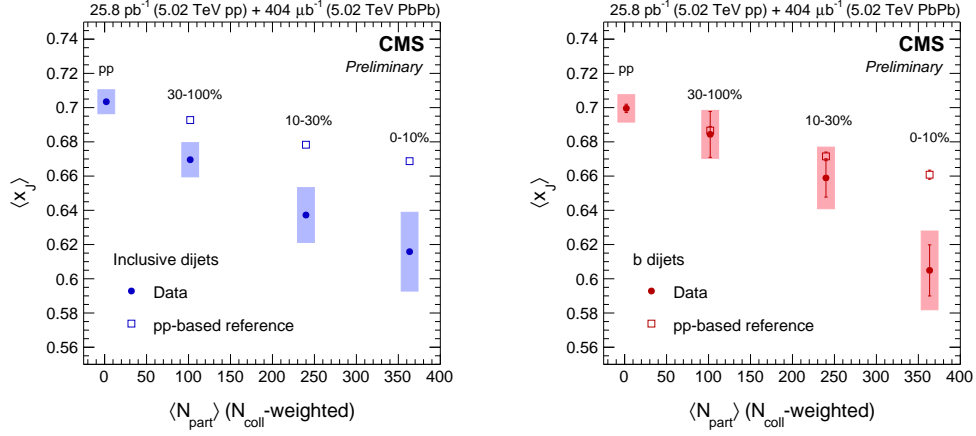 25.8 pb⁻¹ (5.02 TeV pp) + 404 μb⁻¹ (5.02 TeV PbPb)
0.74
CMS
0.72
Preliminary
pp
30-100%
0.7
10-30%
0-10%
0.68
⟨x_J⟩
0.66
0.64
0.62
Inclusive dijets
0.6
Data
0.58
pp-based reference
0.56
0 50 100 150 200 250 300 350 400
⟨N_part⟩ (N_coll-weighted)
25.8 pb⁻¹ (5.02 TeV pp) + 404 μb⁻¹ (5.02 TeV PbPb)
0.74
CMS
0.72
Preliminary
pp
30-100%
0.7
10-30%
0-10%
0.68
⟨x_J⟩
0.66
0.64
0.62
b dijets
0.6
Data
0.58
pp-based reference
0.56
0 50 100 150 200 250 300 350 400
⟨N_part⟩ (N_coll-weighted)